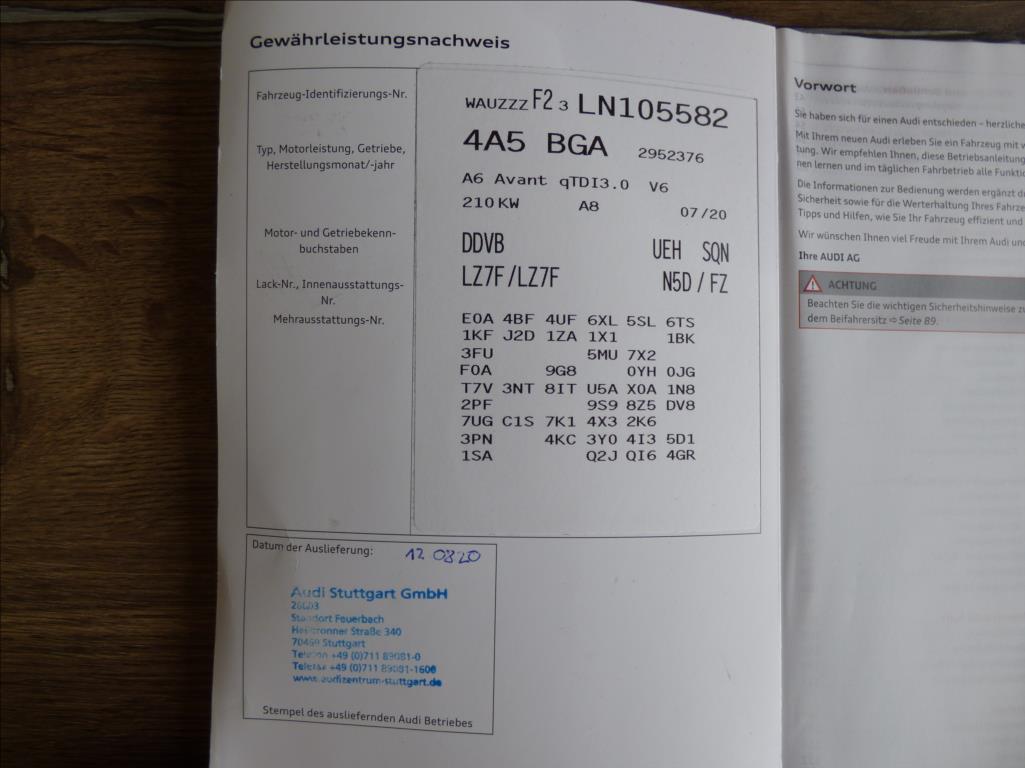 Gewährleistungsnachweis
Fahrzeug-Identifizierungs-Nr.
WAUZZZ F2 3 LN105582
Typ, Motorleistung, Getriebe,
Herstellungsmonat/-jahr
4A5 BGA 2952376
A6 Avant qTDI3.0 V6
210 KW A8 07/20
Motor- und Getriebekenn-
buchstaben
DDVB UEH SQN
Lack-Nr., Innenausstattungs-
Nr.
LZ7F/LZ7F N5D / FZ
Mehrausstattungs-Nr.
E0A 4BF 4UF 6XL 5SL 6TS
1KF J2D 1ZA 1X1 1BK
3FU 5MU 7X2
F0A 9G8 0YH 0JG
T7V 3NT 8IT U5A X0A 1N8
2PF 9S9 8Z5 DV8
7UG C1S 7K1 4X3 2K6
3PN 4KC 3Y0 4I3 5D1
1SA Q2J QI6 4GR
Datum der Auslieferung: 12 0820
Audi Stuttgart GmbH
Standort Feuerbach
Heilbronner Straße 340
70469 Stuttgart
Telefon +49 (0)711 89081-0
Telefax +49 (0)711 89081-1600
www.audizentrum-stuttgart.de
Stempel des ausliefernden Audi Betriebes
Vorwort
Sie haben sich für einen Audi entschieden – herzliche
Mit Ihrem neuen Audi erleben Sie ein Fahrzeug mit
tung. Wir empfehlen Ihnen, diese Betriebsanleitung
nen lernen und im täglichen Fahrbetrieb alle Funktio
Die Informationen zur Bedienung werden ergänzt d
Sicherheit sowie für die Werterhaltung Ihres Fahrze
Tipps und Hilfen, wie Sie Ihr Fahrzeug effizient und
Wir wünschen Ihnen viel Freude mit Ihrem Audi un
Ihre AUDI AG
ACHTUNG
Beachten Sie die wichtigen Sicherheitshinweise zu
dem Beifahrersitz ⇨ Seite 89.